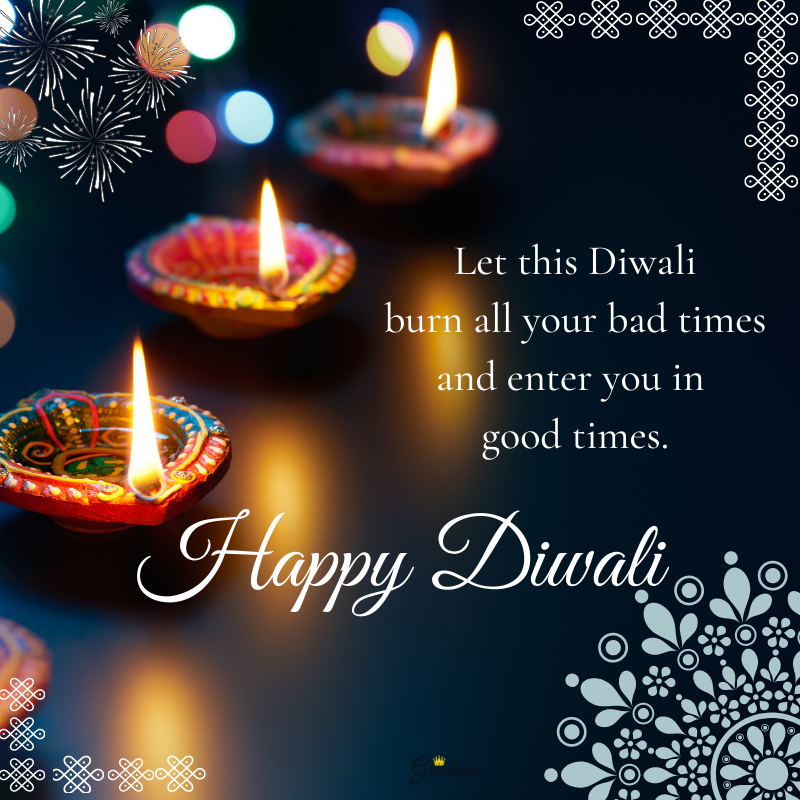 Let this Diwali
burn all your bad times
and enter you in
good times.
Happy Diwali